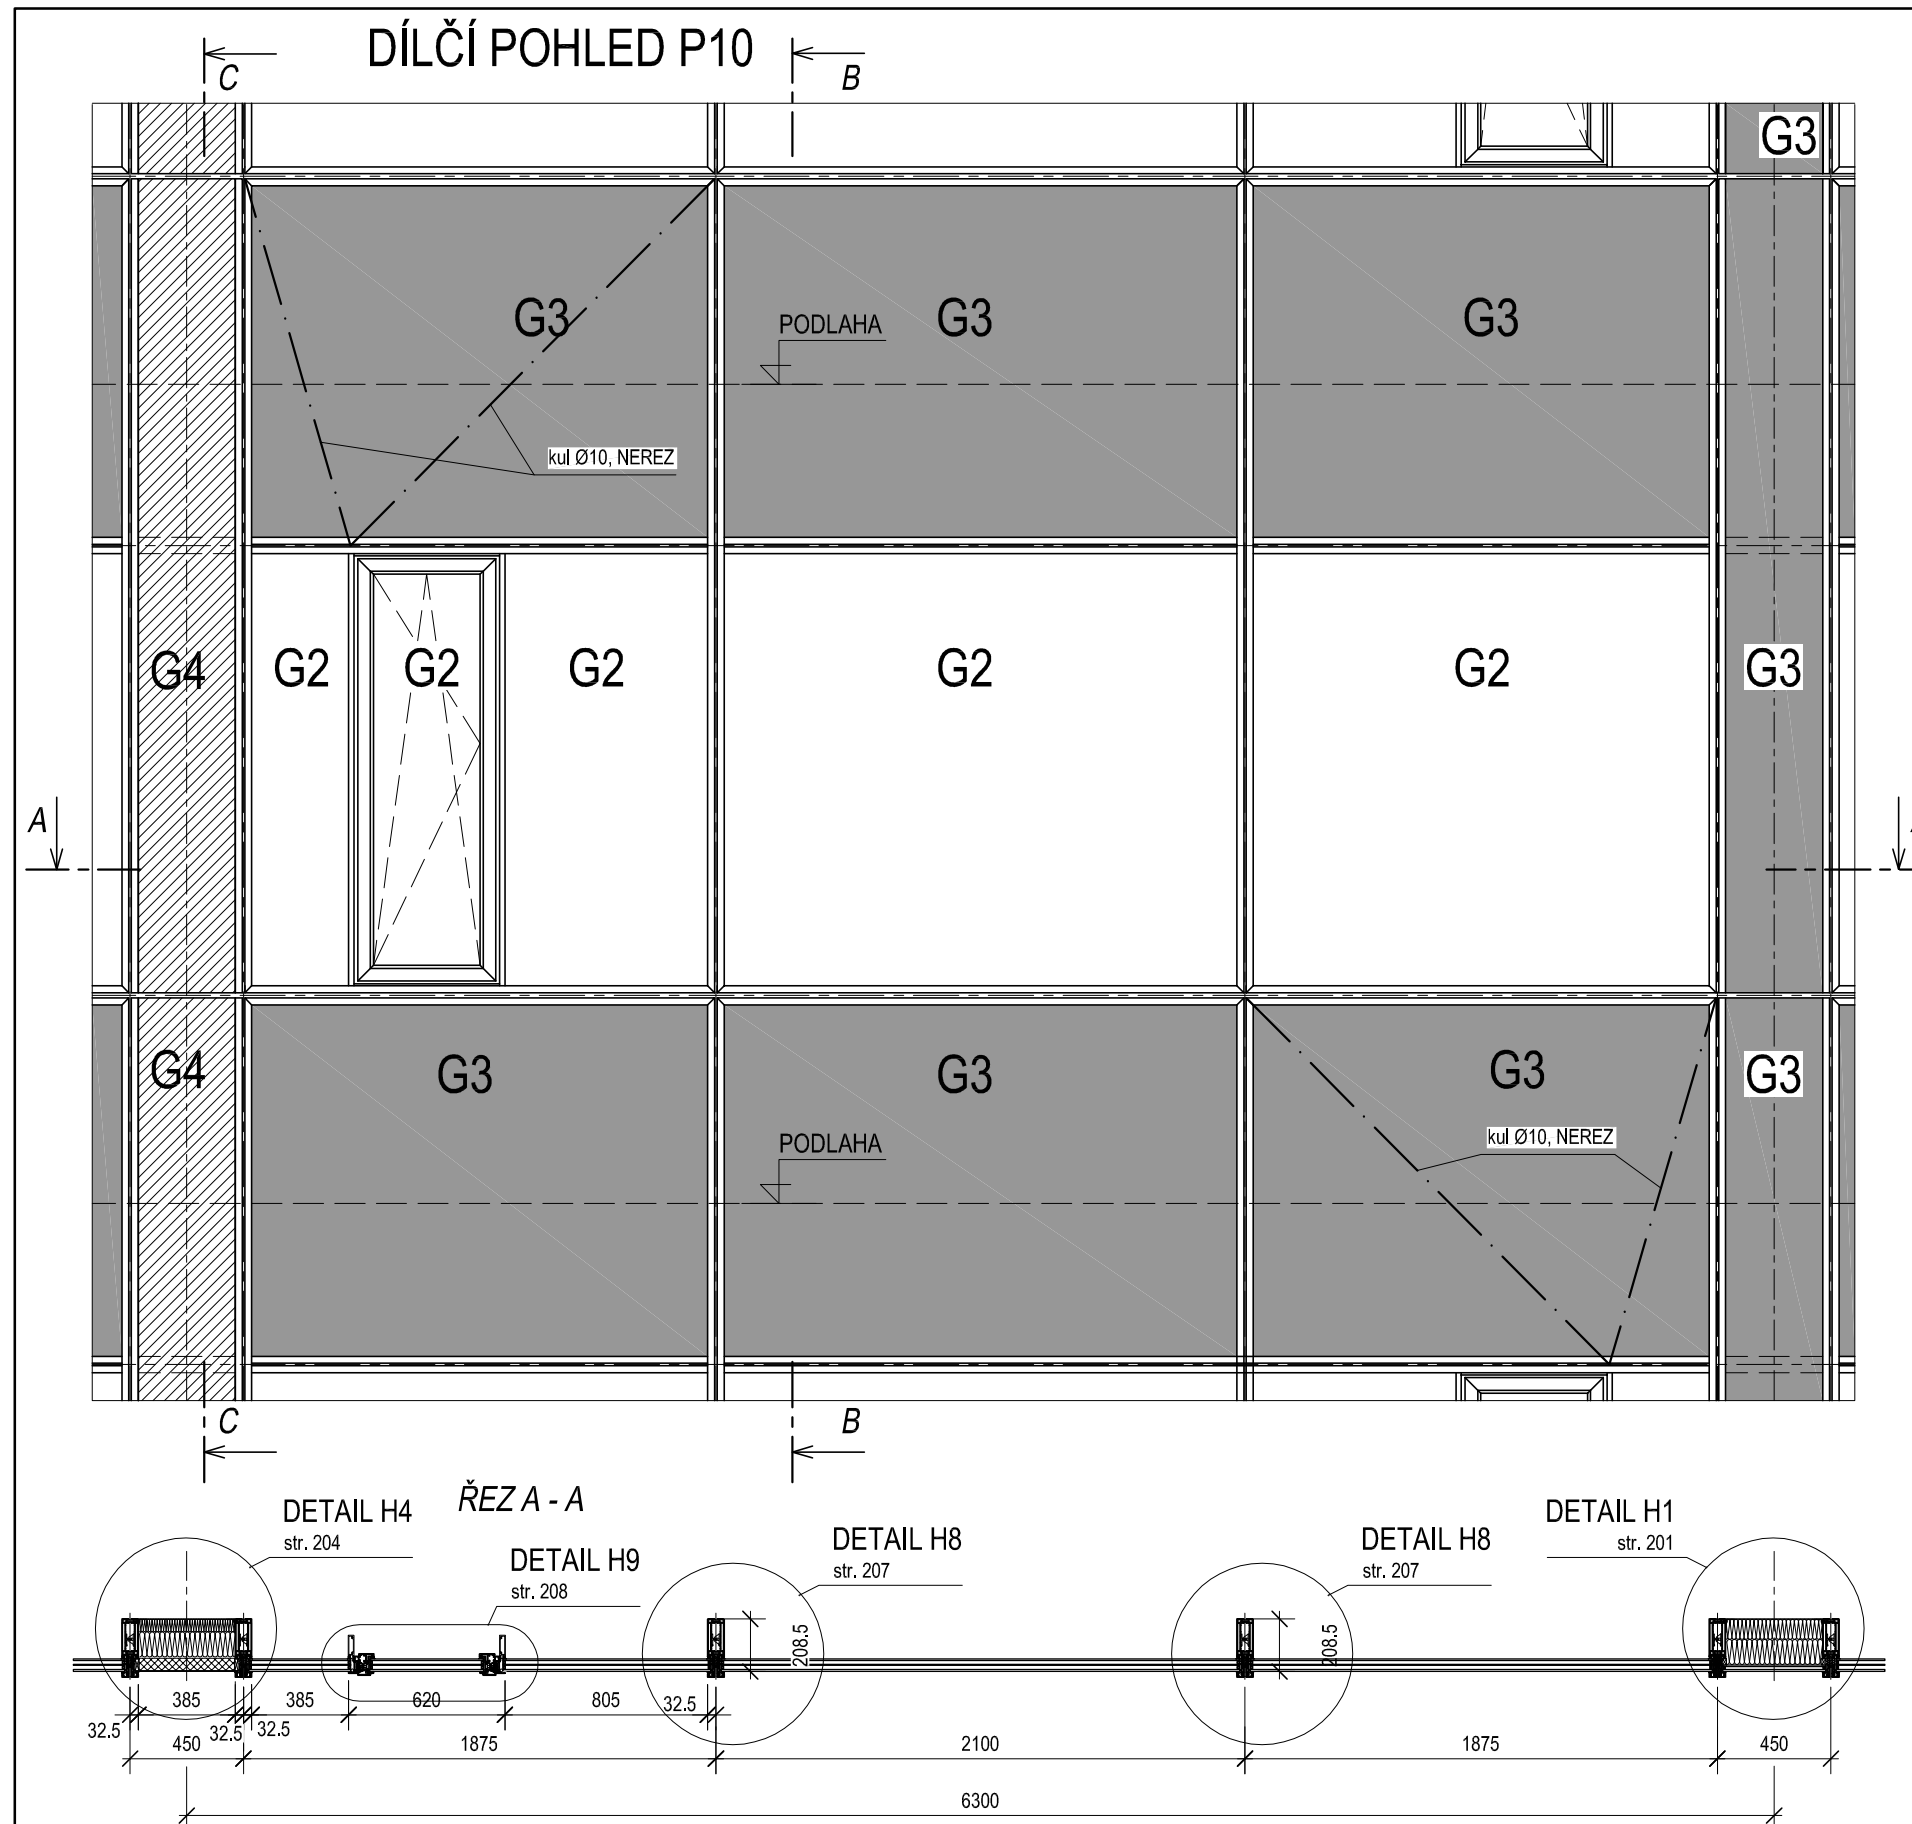 DÍLČÍ POHLED P10
C
B
G3
G3
G3
G3
PODLAHA
kul Ø10, NEREZ
G4
G2
G2
G2
G2
G2
G3
A
G4
G3
G3
G3
G3
PODLAHA
kul Ø10, NEREZ
C
B
ŘEZ A - A
DETAIL H4
str. 204
DETAIL H9
str. 208
DETAIL H8
str. 207
DETAIL H8
str. 207
DETAIL H1
str. 201
208.5
208.5
385
385
620
805
32.5
32.5
32.5
32.5
450
1875
2100
1875
450
6300